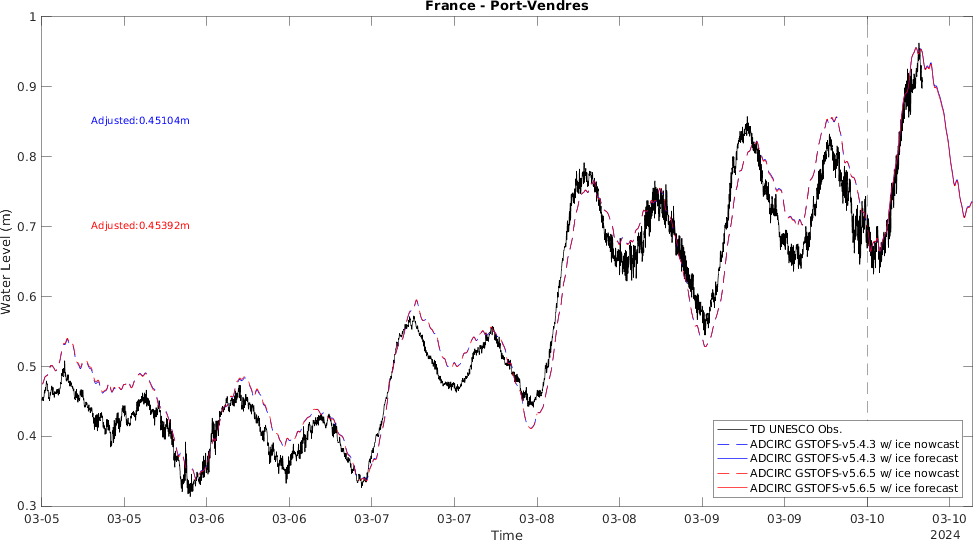 France - Port-Vendres
1
0.9
0.8
0.7
0.6
0.5
0.4
0.3
Water Level (m)
Adjusted:0.45104m
Adjusted:0.45392m
TD UNESCO Obs.
ADCIRC GSTOFS-v5.4.3 w/ ice nowcast
ADCIRC GSTOFS-v5.4.3 w/ ice forecast
ADCIRC GSTOFS-v5.6.5 w/ ice nowcast
ADCIRC GSTOFS-v5.6.5 w/ ice forecast
03-05 03-05 03-06 03-06 03-07 03-07 03-08 03-08 03-09 03-09 03-10 03-10
2024
Time